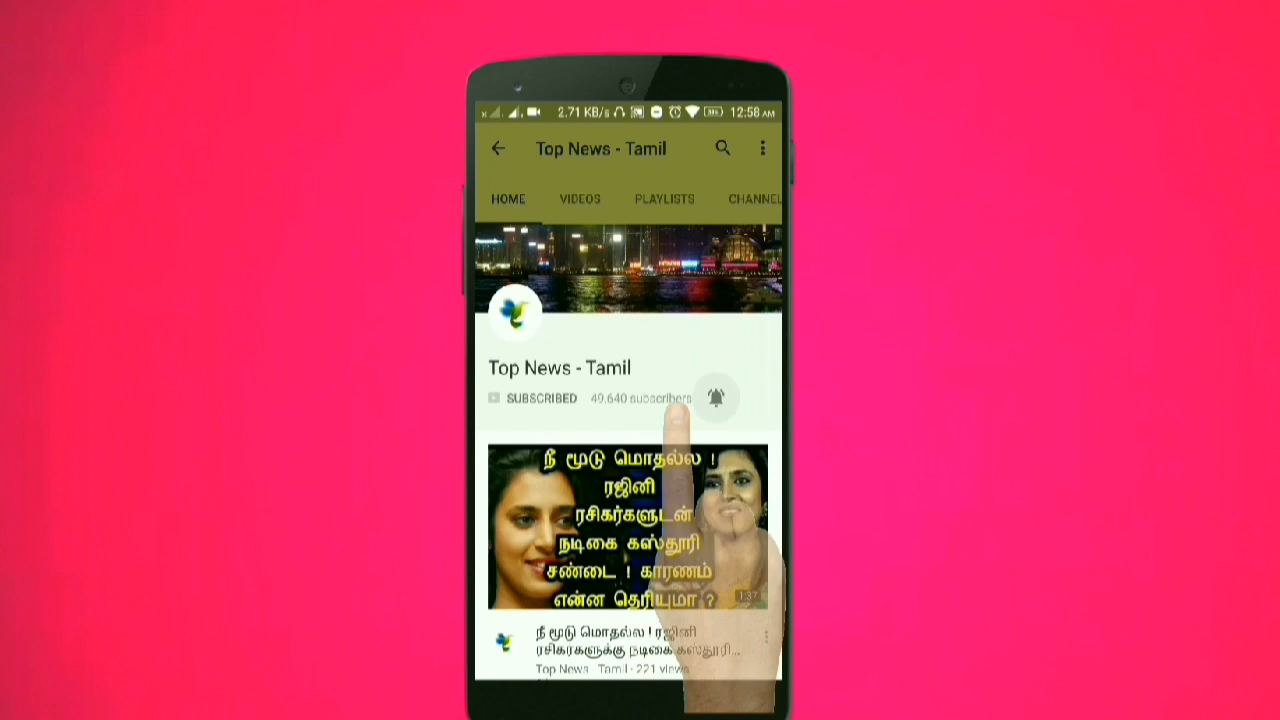 2.71 KB/s 12:58 AM
Top News - Tamil
HOME VIDEOS PLAYLISTS CHANNEL
Top News - Tamil
SUBSCRIBED 49,640 subscribers
நீ மூடு மொதல்ல !
ரஜினி
ரசிகர்களுடன்
நடிகை கஸ்தூரி
சண்டை ! காரணம்
என்ன தெரியுமா ?
1:37
நீ மூடு மொதல்ல ! ரஜினி
ரசிகர்களுக்கு நடிகை கஸ்தூரி...
Top News - Tamil · 221 views